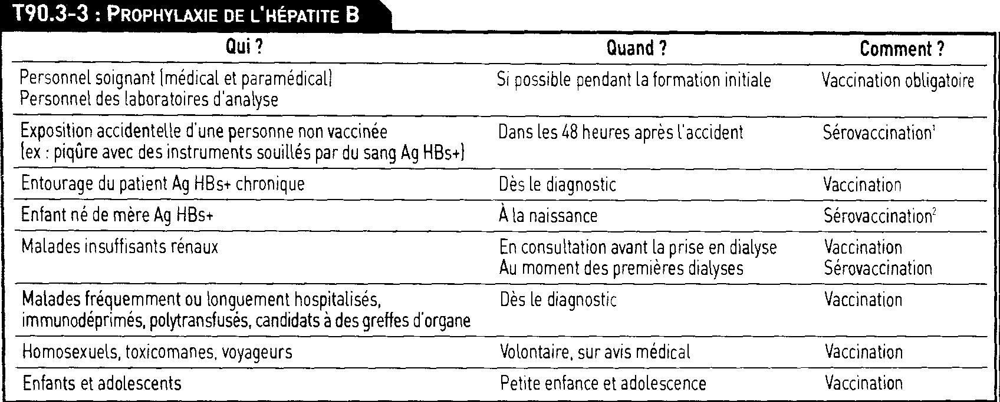 T90.3-3 : PROPHYLAXIE DE L'HÉPATITE B
Qui ? Quand ? Comment ?
Personnel soignant (médical et paramédical) Si possible pendant la formation initiale Vaccination obligatoire
Personnel des laboratoires d'analyse
Exposition accidentelle d'une personne non vaccinée Dans les 48 heures après l'accident Sérovaccination¹
(ex : piqûre avec des instruments souillés par du sang Ag HBs+)
Entourage du patient Ag HBs+ chronique Dès le diagnostic Vaccination
Enfant né de mère Ag HBs+ À la naissance Sérovaccination²
Malades insuffisants rénaux En consultation avant la prise en dialyse Vaccination
Au moment des premières dialyses Sérovaccination
Malades fréquemment ou longuement hospitalisés, Dès le diagnostic Vaccination
immunodéprimés, polytransfusés, candidats à des greffes d'organe
Homosexuels, toxicomanes, voyageurs Volontaire, sur avis médical Vaccination
Enfants et adolescents Petite enfance et adolescence Vaccination